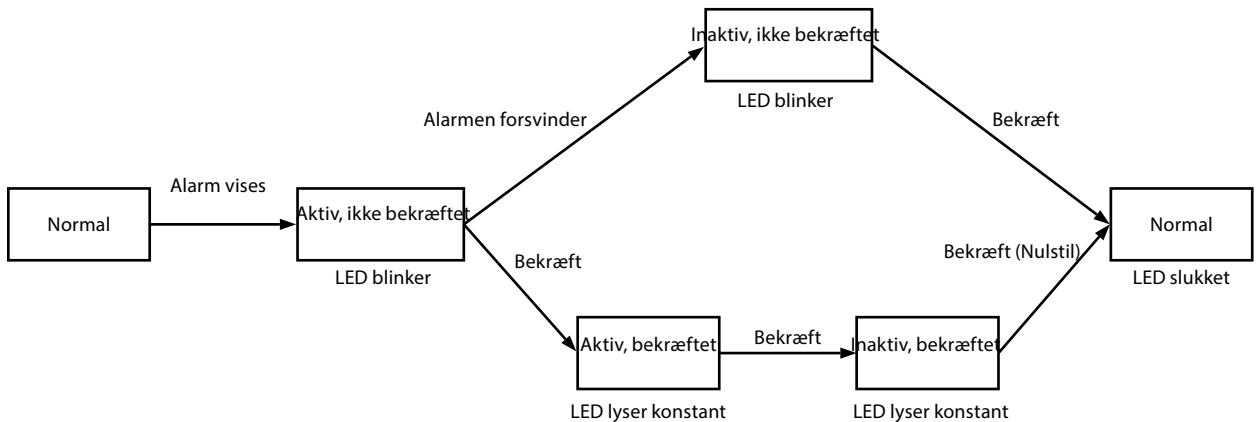 Inaktiv, ikke bekræftet
LED blinker
Alarmen forsvinder
Bekræft
Alarm vises
Normal
Aktiv, ikke bekræftet
LED blinker
Normal
LED slukket
Bekræft
Bekræft (Nulstil)
Aktiv, bekræftet
Bekræft
Inaktiv, bekræftet
LED lyser konstant
LED lyser konstant